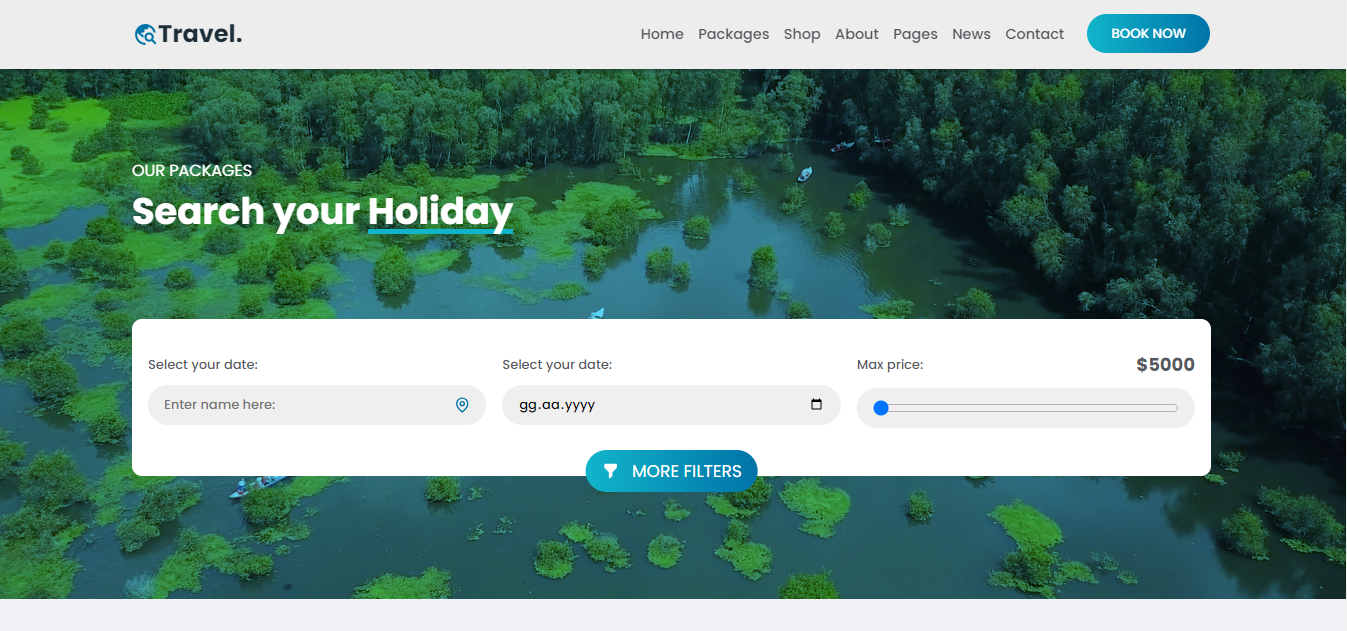 Travel.
Home Packages Shop About Pages News Contact BOOK NOW
OUR PACKAGES
Search your Holiday
Select your date: Select your date: Max price: $5000
Enter name here: gg.aa.yyyy
MORE FILTERS